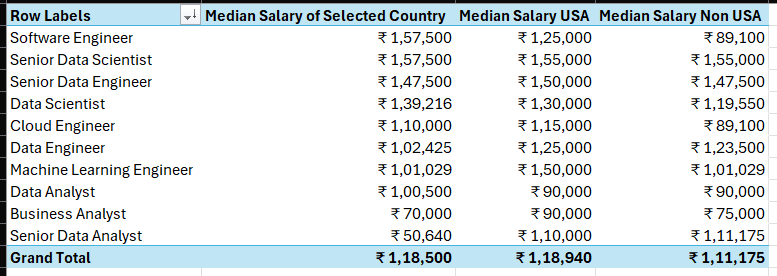 Row Labels Median Salary of Selected Country Median Salary USA Median Salary Non USA
Software Engineer ₹ 1,57,500 ₹ 1,25,000 ₹ 89,100
Senior Data Scientist ₹ 1,57,500 ₹ 1,55,000 ₹ 1,55,000
Senior Data Engineer ₹ 1,47,500 ₹ 1,50,000 ₹ 1,47,500
Data Scientist ₹ 1,39,216 ₹ 1,30,000 ₹ 1,19,550
Cloud Engineer ₹ 1,10,000 ₹ 1,15,000 ₹ 89,100
Data Engineer ₹ 1,02,425 ₹ 1,25,000 ₹ 1,23,500
Machine Learning Engineer ₹ 1,01,029 ₹ 1,50,000 ₹ 1,01,029
Data Analyst ₹ 1,00,500 ₹ 90,000 ₹ 90,000
Business Analyst ₹ 70,000 ₹ 90,000 ₹ 75,000
Senior Data Analyst ₹ 50,640 ₹ 1,10,000 ₹ 1,11,175
Grand Total ₹ 1,18,500 ₹ 1,18,940 ₹ 1,11,175